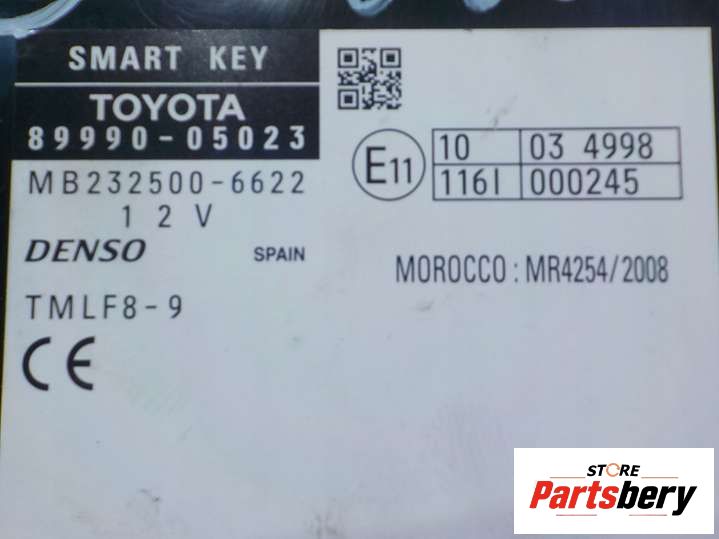 SMART KEY
TOYOTA
89990-05023
MB232500-6622
12V
DENSO SPAIN
TMLF8-9
CE
E11
10 03 4998
116I 000245
MOROCCO : MR4254/2008
STORE
Partsbery